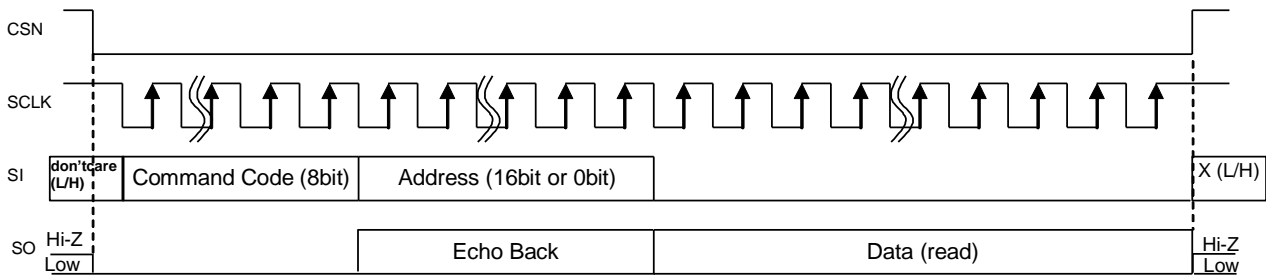 CSN
SCLK
SI
don'tcare
(L/H)
Command Code (8bit)
Address (16bit or 0bit)
X (L/H)
SO
Hi-Z
Low
Echo Back
Data (read)
Hi-Z
Low